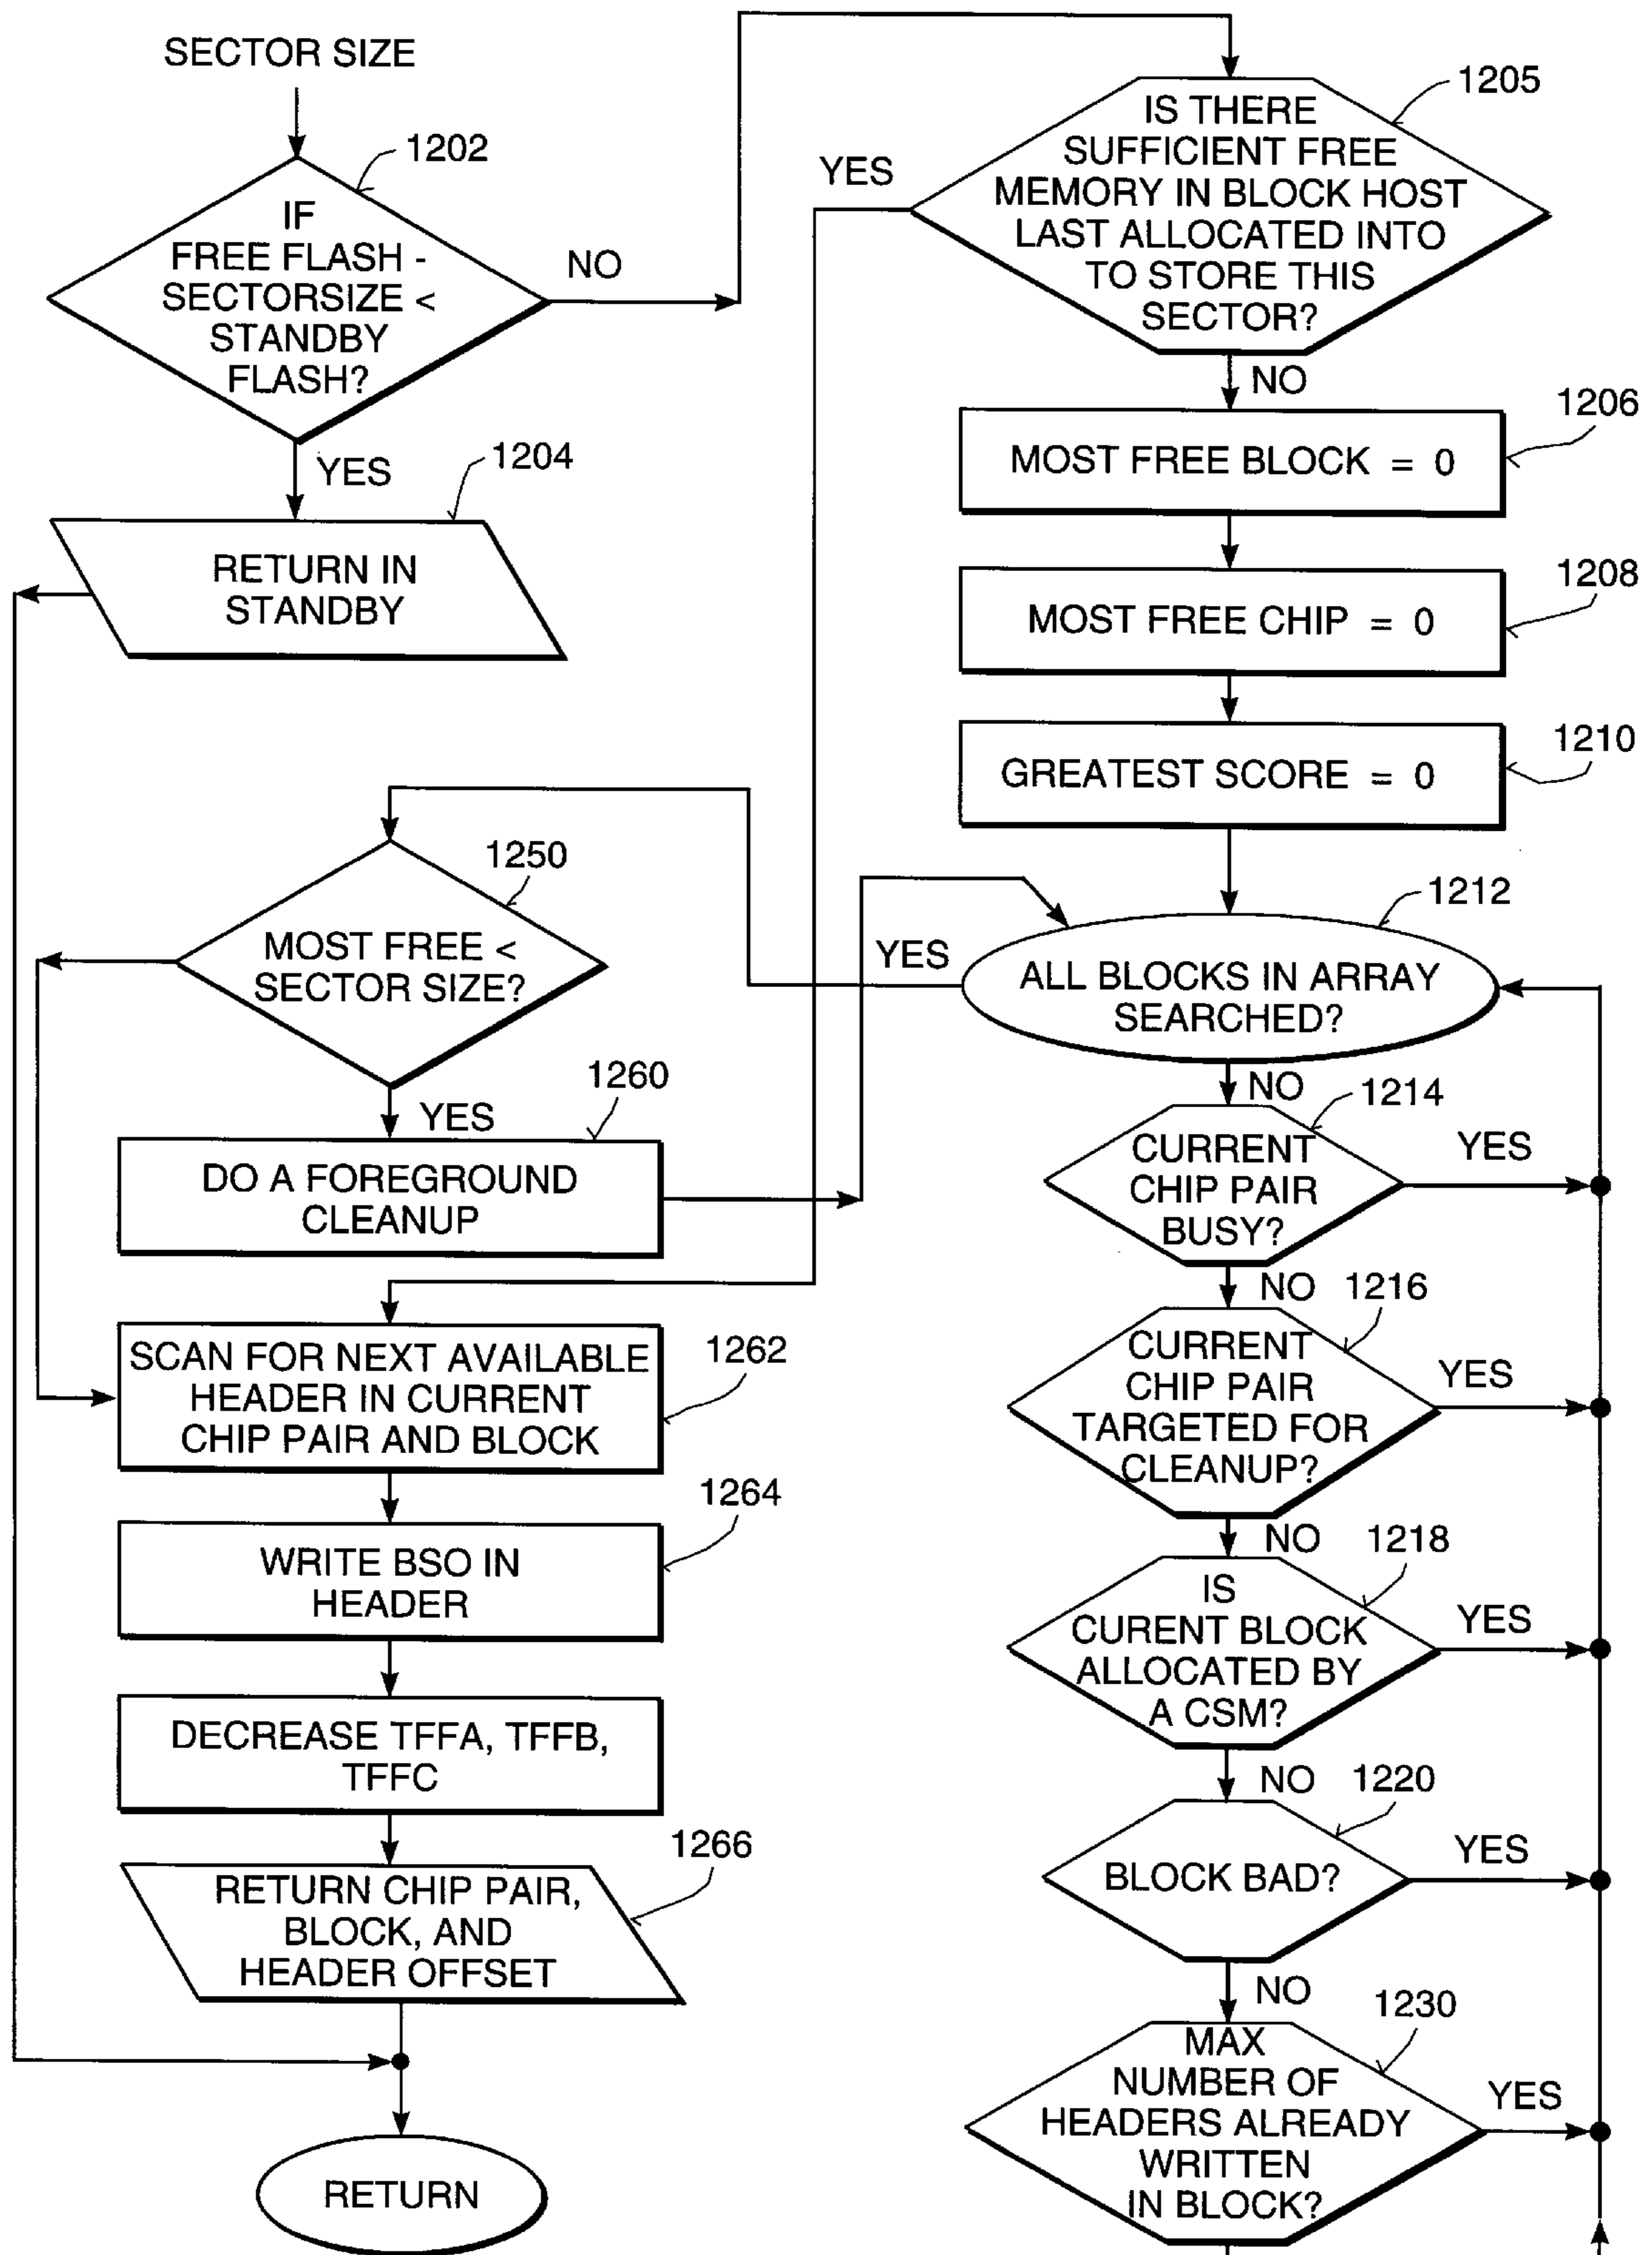 SECTOR SIZE
1202
IF
FREE FLASH -
SECTORSIZE <
STANDBY
FLASH?
NO
YES
1204
RETURN IN
STANDBY
1205
IS THERE
SUFFICIENT FREE
MEMORY IN BLOCK HOST
LAST ALLOCATED INTO
TO STORE THIS
SECTOR?
YES
NO
1206
MOST FREE BLOCK = 0
1208
MOST FREE CHIP = 0
1210
GREATEST SCORE = 0
1212
ALL BLOCKS IN ARRAY
SEARCHED?
YES
NO
1214
CURRENT
CHIP PAIR
BUSY?
YES
NO
1216
CURRENT
CHIP PAIR
TARGETED FOR
CLEANUP?
YES
NO
1218
IS
CURENT BLOCK
ALLOCATED BY
A CSM?
YES
NO
1220
BLOCK BAD?
YES
NO
1230
MAX
NUMBER OF
HEADERS ALREADY
WRITTEN
IN BLOCK?
YES
1250
MOST FREE <
SECTOR SIZE?
YES
1260
DO A FOREGROUND
CLEANUP
1262
SCAN FOR NEXT AVAILABLE
HEADER IN CURRENT
CHIP PAIR AND BLOCK
1264
WRITE BSO IN
HEADER
DECREASE TFFA, TFFB,
TFFC
1266
RETURN CHIP PAIR,
BLOCK, AND
HEADER OFFSET
RETURN